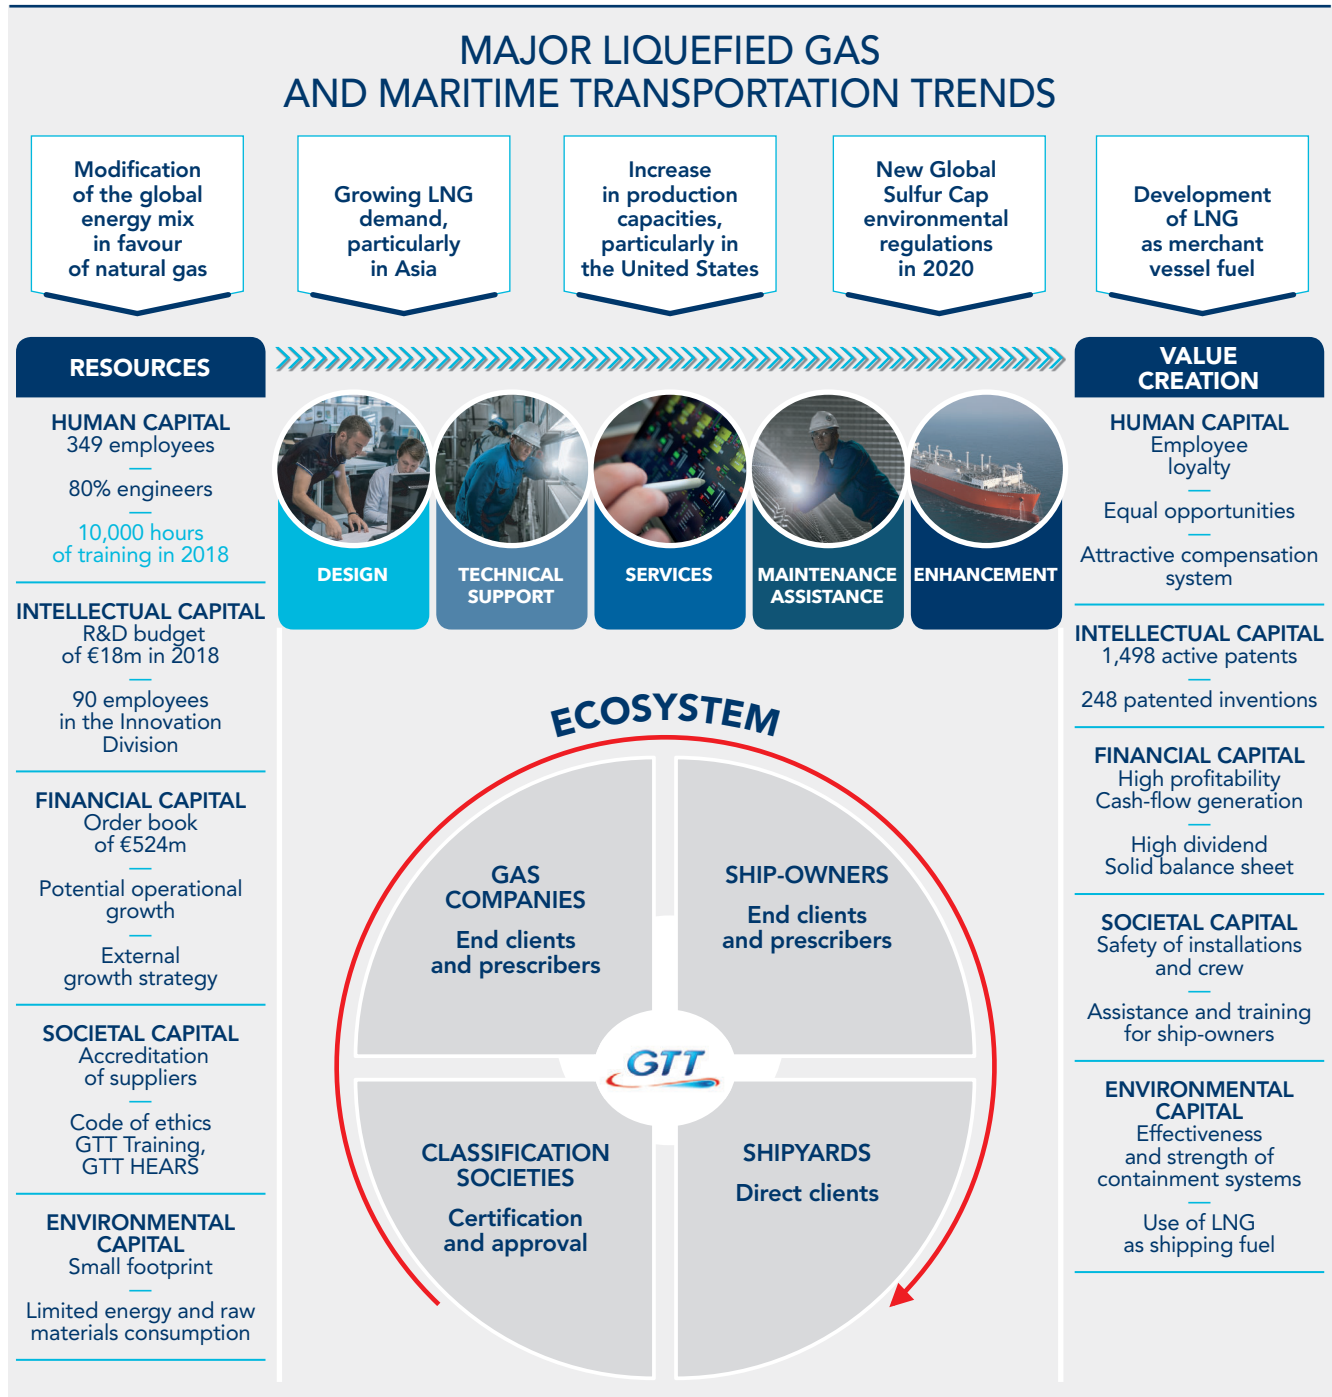 MAJOR LIQUEFIED GAS
AND MARITIME TRANSPORTATION TRENDS
Modification
of the global
energy mix
in favour
of natural gas
Growing LNG
demand,
particularly
in Asia
Increase
in production
capacities,
particularly in
the United States
New Global
Sulfur Cap
environmental
regulations
in 2020
Development
of LNG
as merchant
vessel fuel
RESOURCES
HUMAN CAPITAL
349 employees
80% engineers
10,000 hours
of training in 2018
INTELLECTUAL CAPITAL
R&D budget
of €18m in 2018
90 employees
in the Innovation
Division
FINANCIAL CAPITAL
Order book
of €524m
Potential operational
growth
External
growth strategy
SOCIETAL CAPITAL
Accreditation
of suppliers
Code of ethics
GTT Training,
GTT HEARS
ENVIRONMENTAL
CAPITAL
Small footprint
Limited energy and raw
materials consumption
DESIGN
TECHNICAL
SUPPORT
SERVICES
MAINTENANCE
ASSISTANCE
ENHANCEMENT
ECOSYSTEM
GAS
COMPANIES
End clients
and prescribers
SHIP-OWNERS
End clients
and prescribers
GTT
CLASSIFICATION
SOCIETIES
Certification
and approval
SHIPYARDS
Direct clients
VALUE
CREATION
HUMAN CAPITAL
Employee
loyalty
Equal opportunities
Attractive compensation
system
INTELLECTUAL CAPITAL
1,498 active patents
248 patented inventions
FINANCIAL CAPITAL
High profitability
Cash-flow generation
High dividend
Solid balance sheet
SOCIETAL CAPITAL
Safety of installations
and crew
Assistance and training
for ship-owners
ENVIRONMENTAL
CAPITAL
Effectiveness
and strength of
containment systems
Use of LNG
as shipping fuel